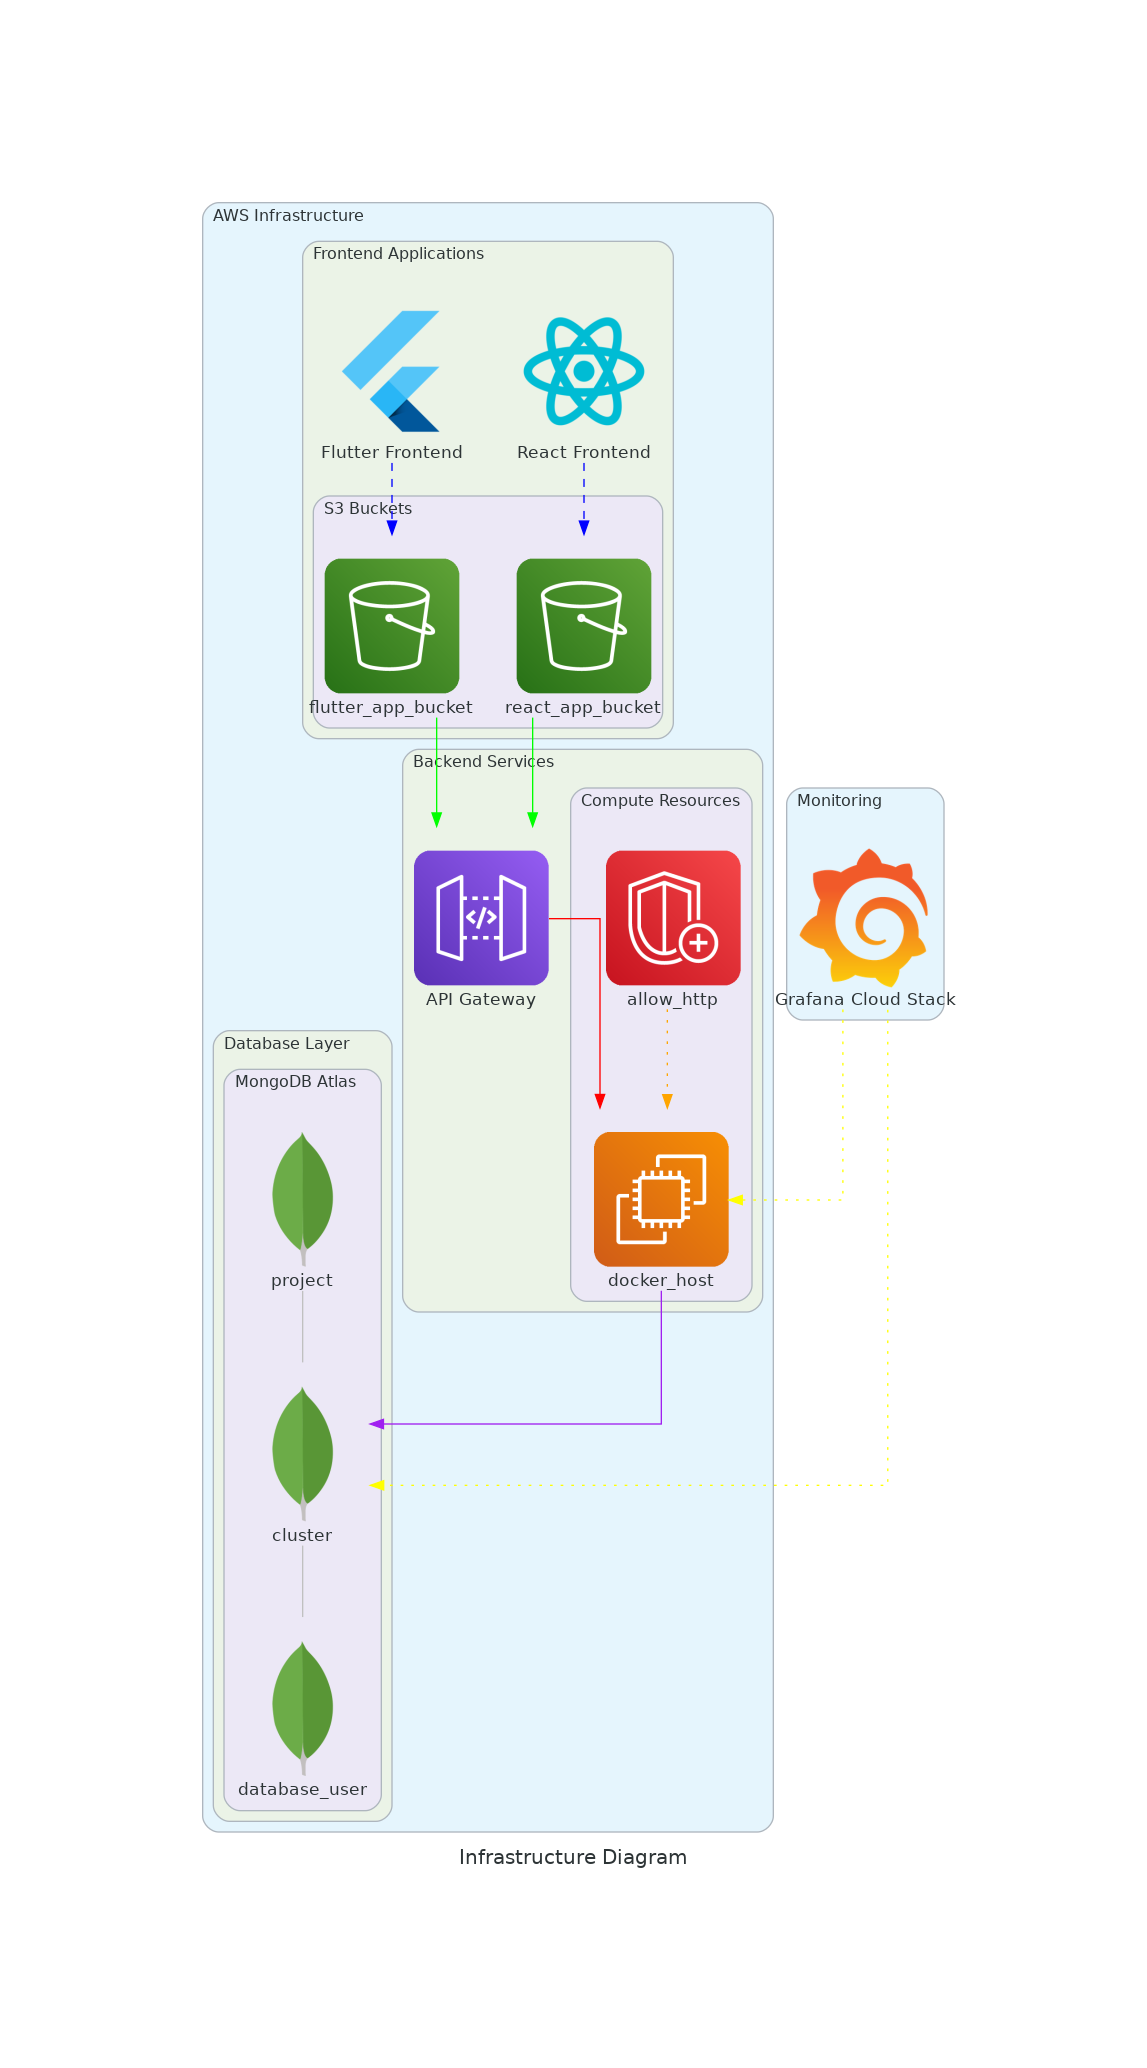 AWS Infrastructure
Frontend Applications
Flutter Frontend
React Frontend
S3 Buckets
flutter_app_bucket
react_app_bucket
Backend Services
Compute Resources
Monitoring
API Gateway
allow_http
Grafana Cloud Stack
Database Layer
MongoDB Atlas
project
docker_host
cluster
database_user
Infrastructure Diagram